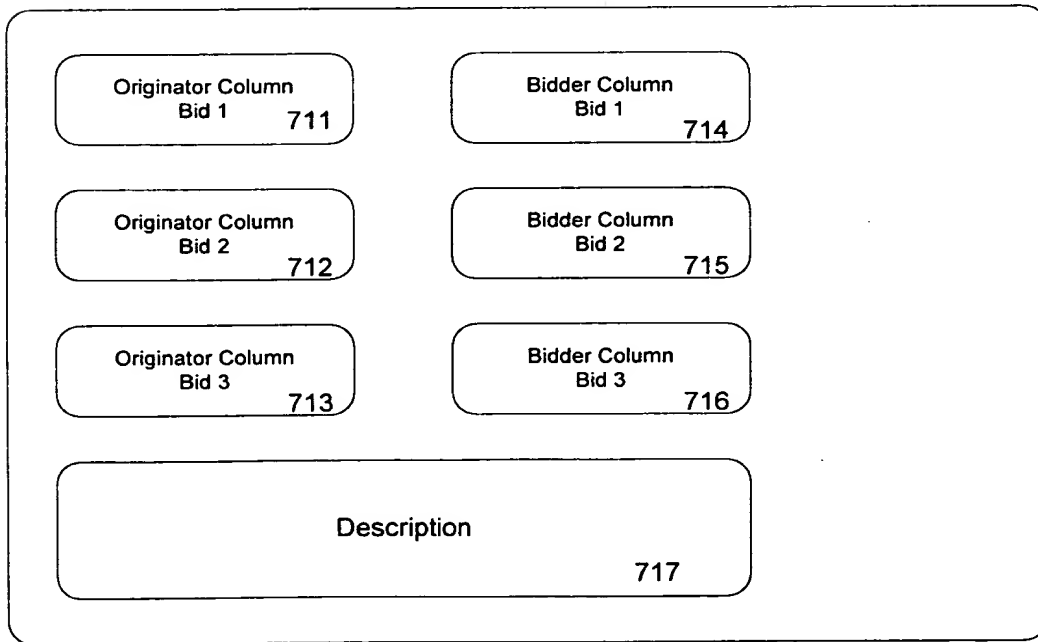 Originator Column
Bid 1
711
Bidder Column
Bid 1
714
Originator Column
Bid 2
712
Bidder Column
Bid 2
715
Originator Column
Bid 3
713
Bidder Column
Bid 3
716
Description
717